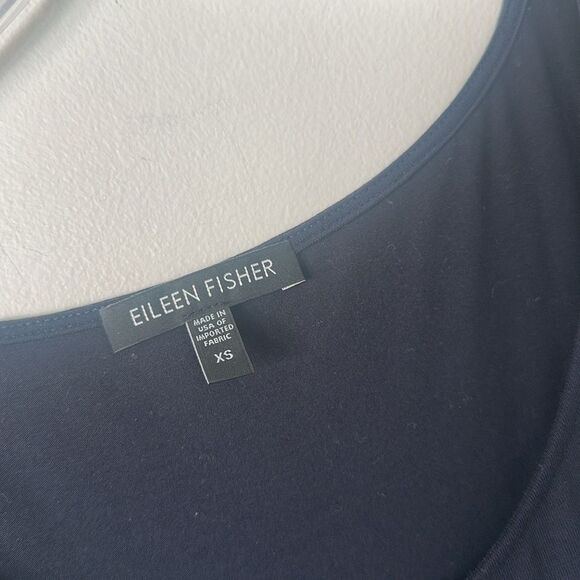 EILEEN FISHER
MADE IN
USA OF
IMPORTED
FABRIC
XS